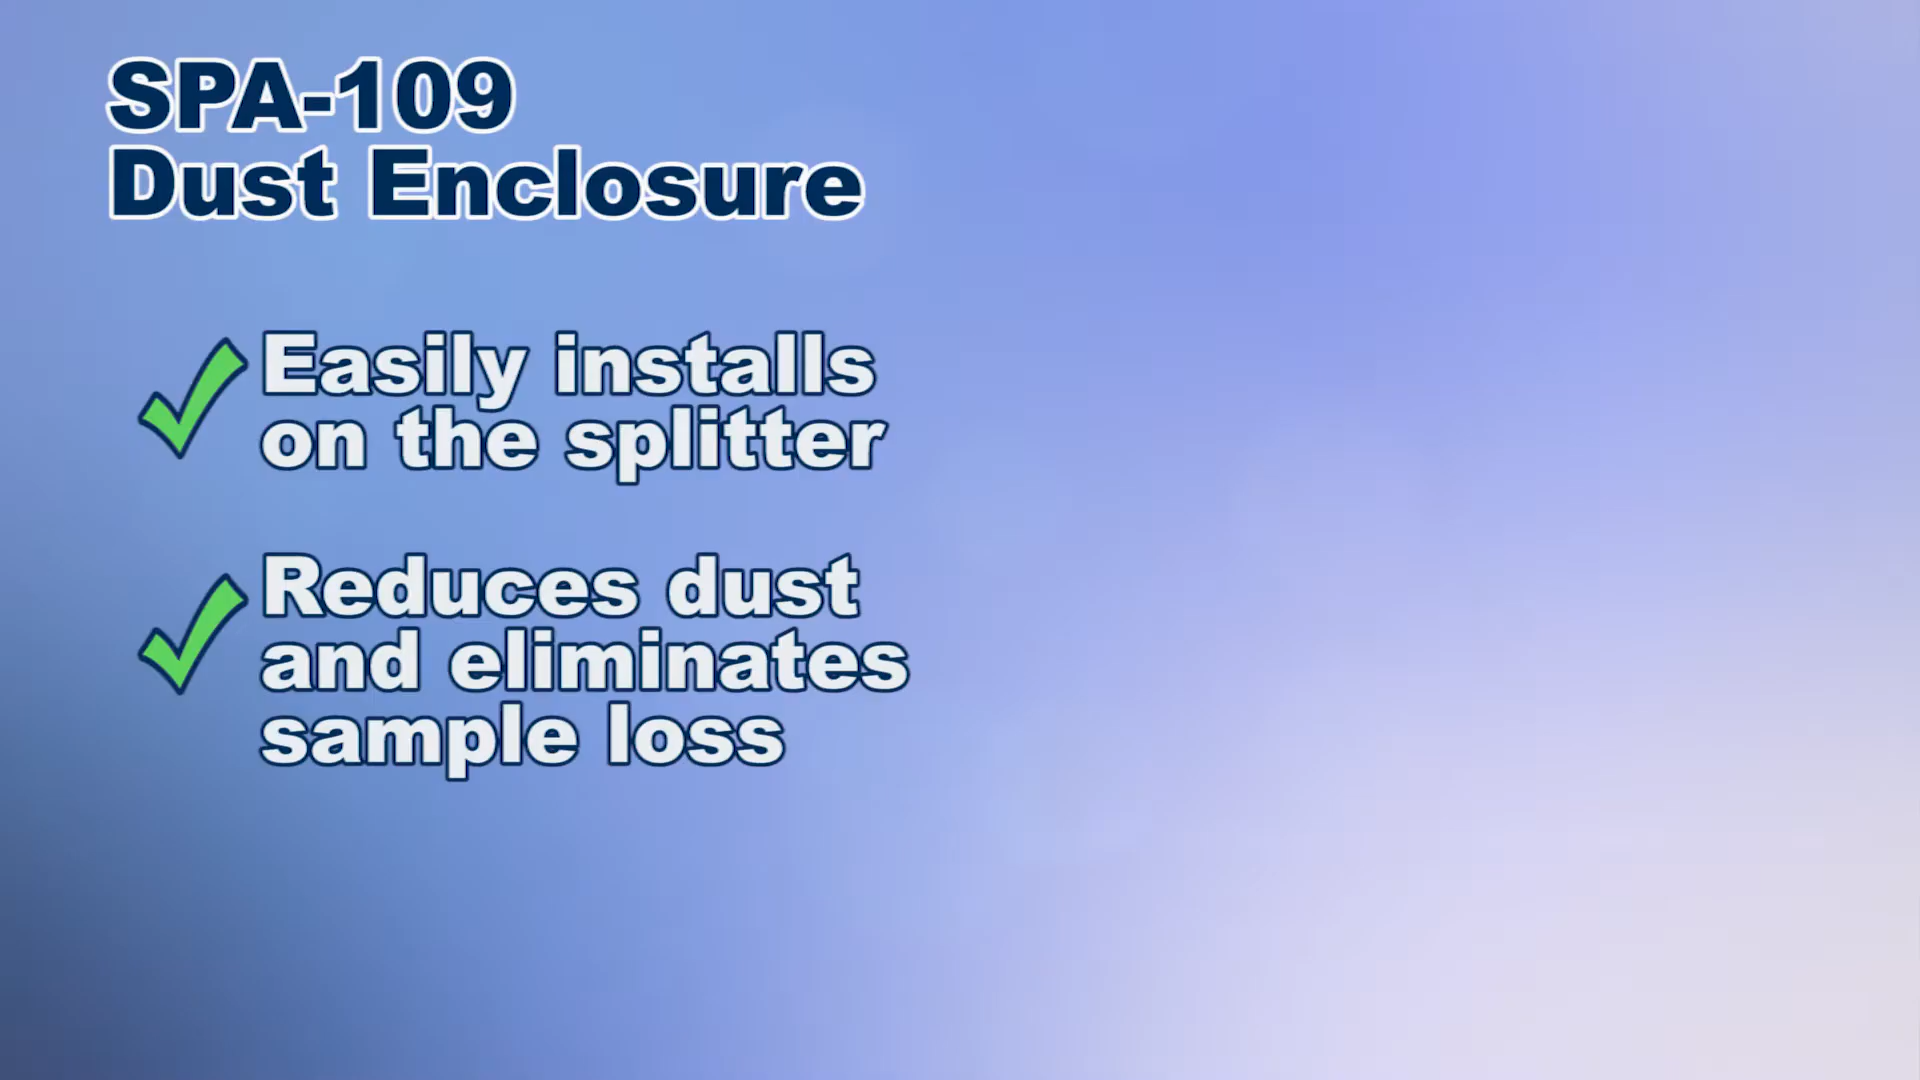 SPA-109
Dust Enclosure
Easily installs
on the splitter
Reduces dust
and eliminates
sample loss